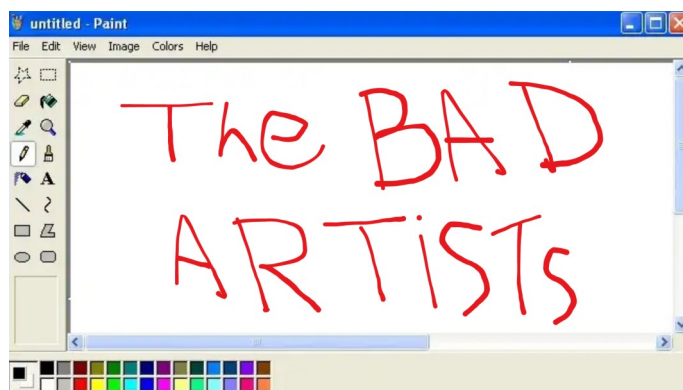 untitled - Paint
File Edit View Image Colors Help
A
The BAD
ARTiSTs